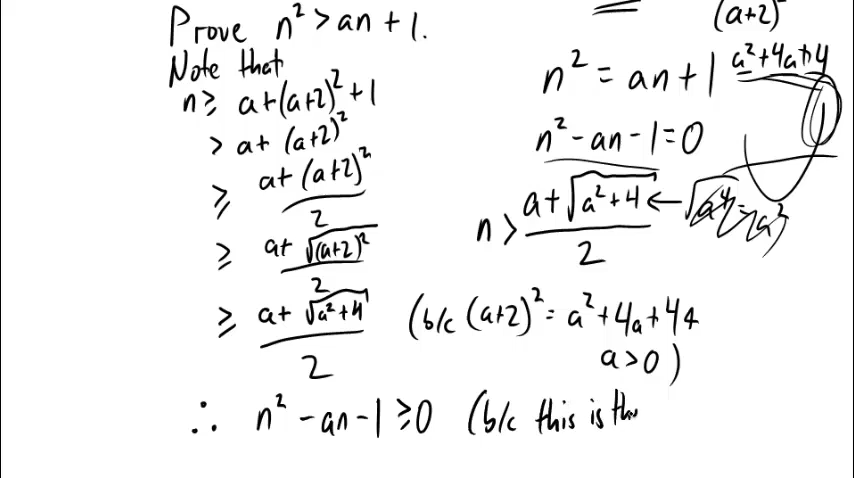 Prove n² > an + 1.
Note that
n ≥ a+(a+2)²+1
> a+ (a+2)²
≥ (a+ (a+2)²)/2
≥ (a+ √(a+2)²)/2
≥ (a+ √(a²+4))/2
(b/c (a+2)² = a²+4a+4 &
a>0 )
∴ n² - an - 1 ≥ 0 (b/c this is the
(a+2)²
a²+4a+4
n² = an + 1
n² - an - 1 = 0
n > (a+√(a²+4))/2 ← √a⁴ = a²